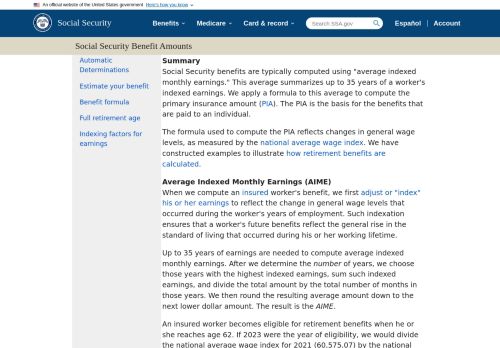 An official website of the United States government Here's how you know
Social Security
Benefits Medicare Card & record Search SSA.gov Español Account
Social Security Benefit Amounts
Automatic
Determinations
Estimate your benefit
Benefit formula
Full retirement age
Indexing factors for
earnings
Summary
Social Security benefits are typically computed using "average indexed
monthly earnings." This average summarizes up to 35 years of a worker's
indexed earnings. We apply a formula to this average to compute the
primary insurance amount (PIA). The PIA is the basis for the benefits that
are paid to an individual.
The formula used to compute the PIA reflects changes in general wage
levels, as measured by the national average wage index. We have
constructed examples to illustrate how retirement benefits are
calculated.
Average Indexed Monthly Earnings (AIME)
When we compute an insured worker's benefit, we first adjust or "index"
his or her earnings to reflect the change in general wage levels that
occurred during the worker's years of employment. Such indexation
ensures that a worker's future benefits reflect the general rise in the
standard of living that occurred during his or her working lifetime.
Up to 35 years of earnings are needed to compute average indexed
monthly earnings. After we determine the number of years, we choose
those years with the highest indexed earnings, sum such indexed
earnings, and divide the total amount by the total number of months in
those years. We then round the resulting average amount down to the
next lower dollar amount. The result is the AIME.
An insured worker becomes eligible for retirement benefits when he or
she reaches age 62. If 2023 were the year of eligibility, we would divide
the national average wage index for 2021 (60,575.07) by the national